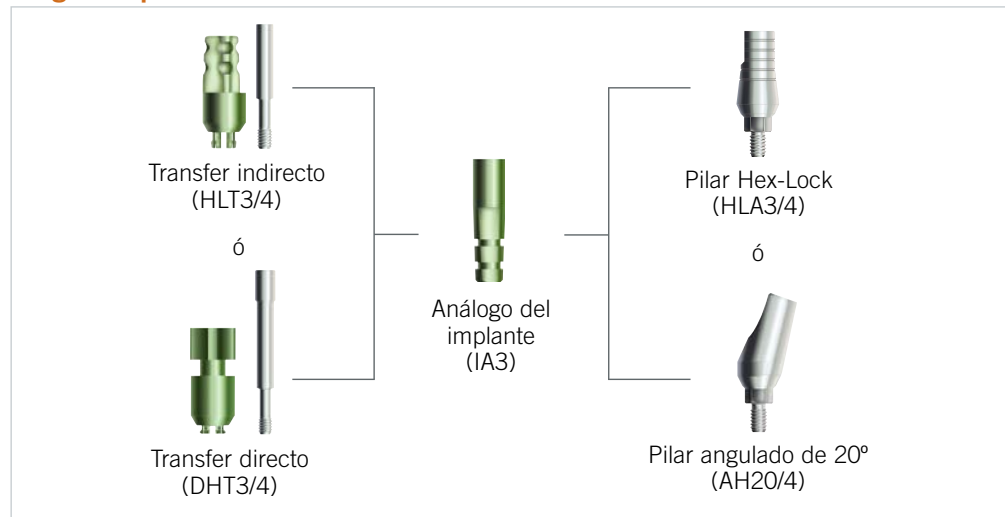 Transfer indirecto
(HLT3/4)
ó
Transfer directo
(DHT3/4)
Análogo del
implante
(IA3)
Pilar Hex-Lock
(HLA3/4)
ó
Pilar angulado de 20º
(AH20/4)